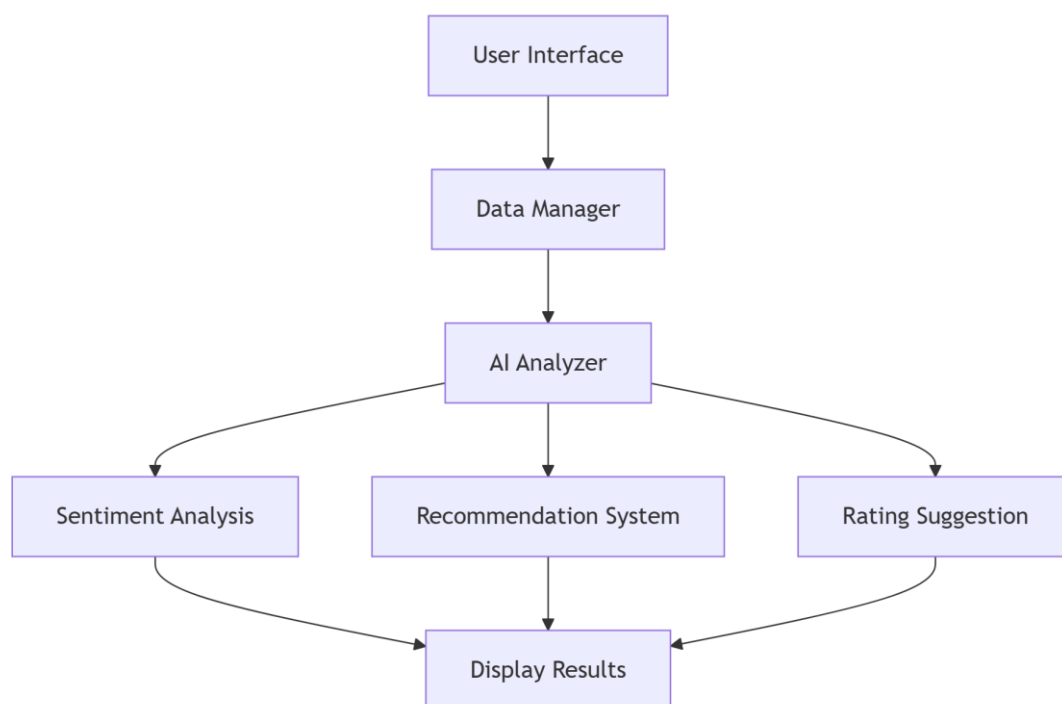 User Interface
Data Manager
AI Analyzer
Sentiment Analysis
Recommendation System
Rating Suggestion
Display Results